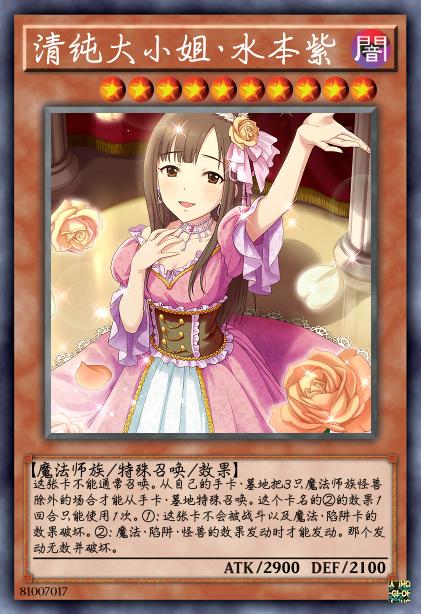 清纯大小姐·水本紫
闇
【魔法师族/特殊召唤/效果】
这张卡不能通常召唤。从自己的手卡·墓地把3只魔法师族怪兽
除外的场合才能从手卡·墓地特殊召唤。这个卡名的②的效果1
回合只能使用1次。①：这张卡不会被战斗以及魔法·陷阱卡的
效果破坏。②：魔法·陷阱·怪兽的效果发动时才能发动。那个发
动无效并破坏。
ATK/2900 DEF/2100
81007017